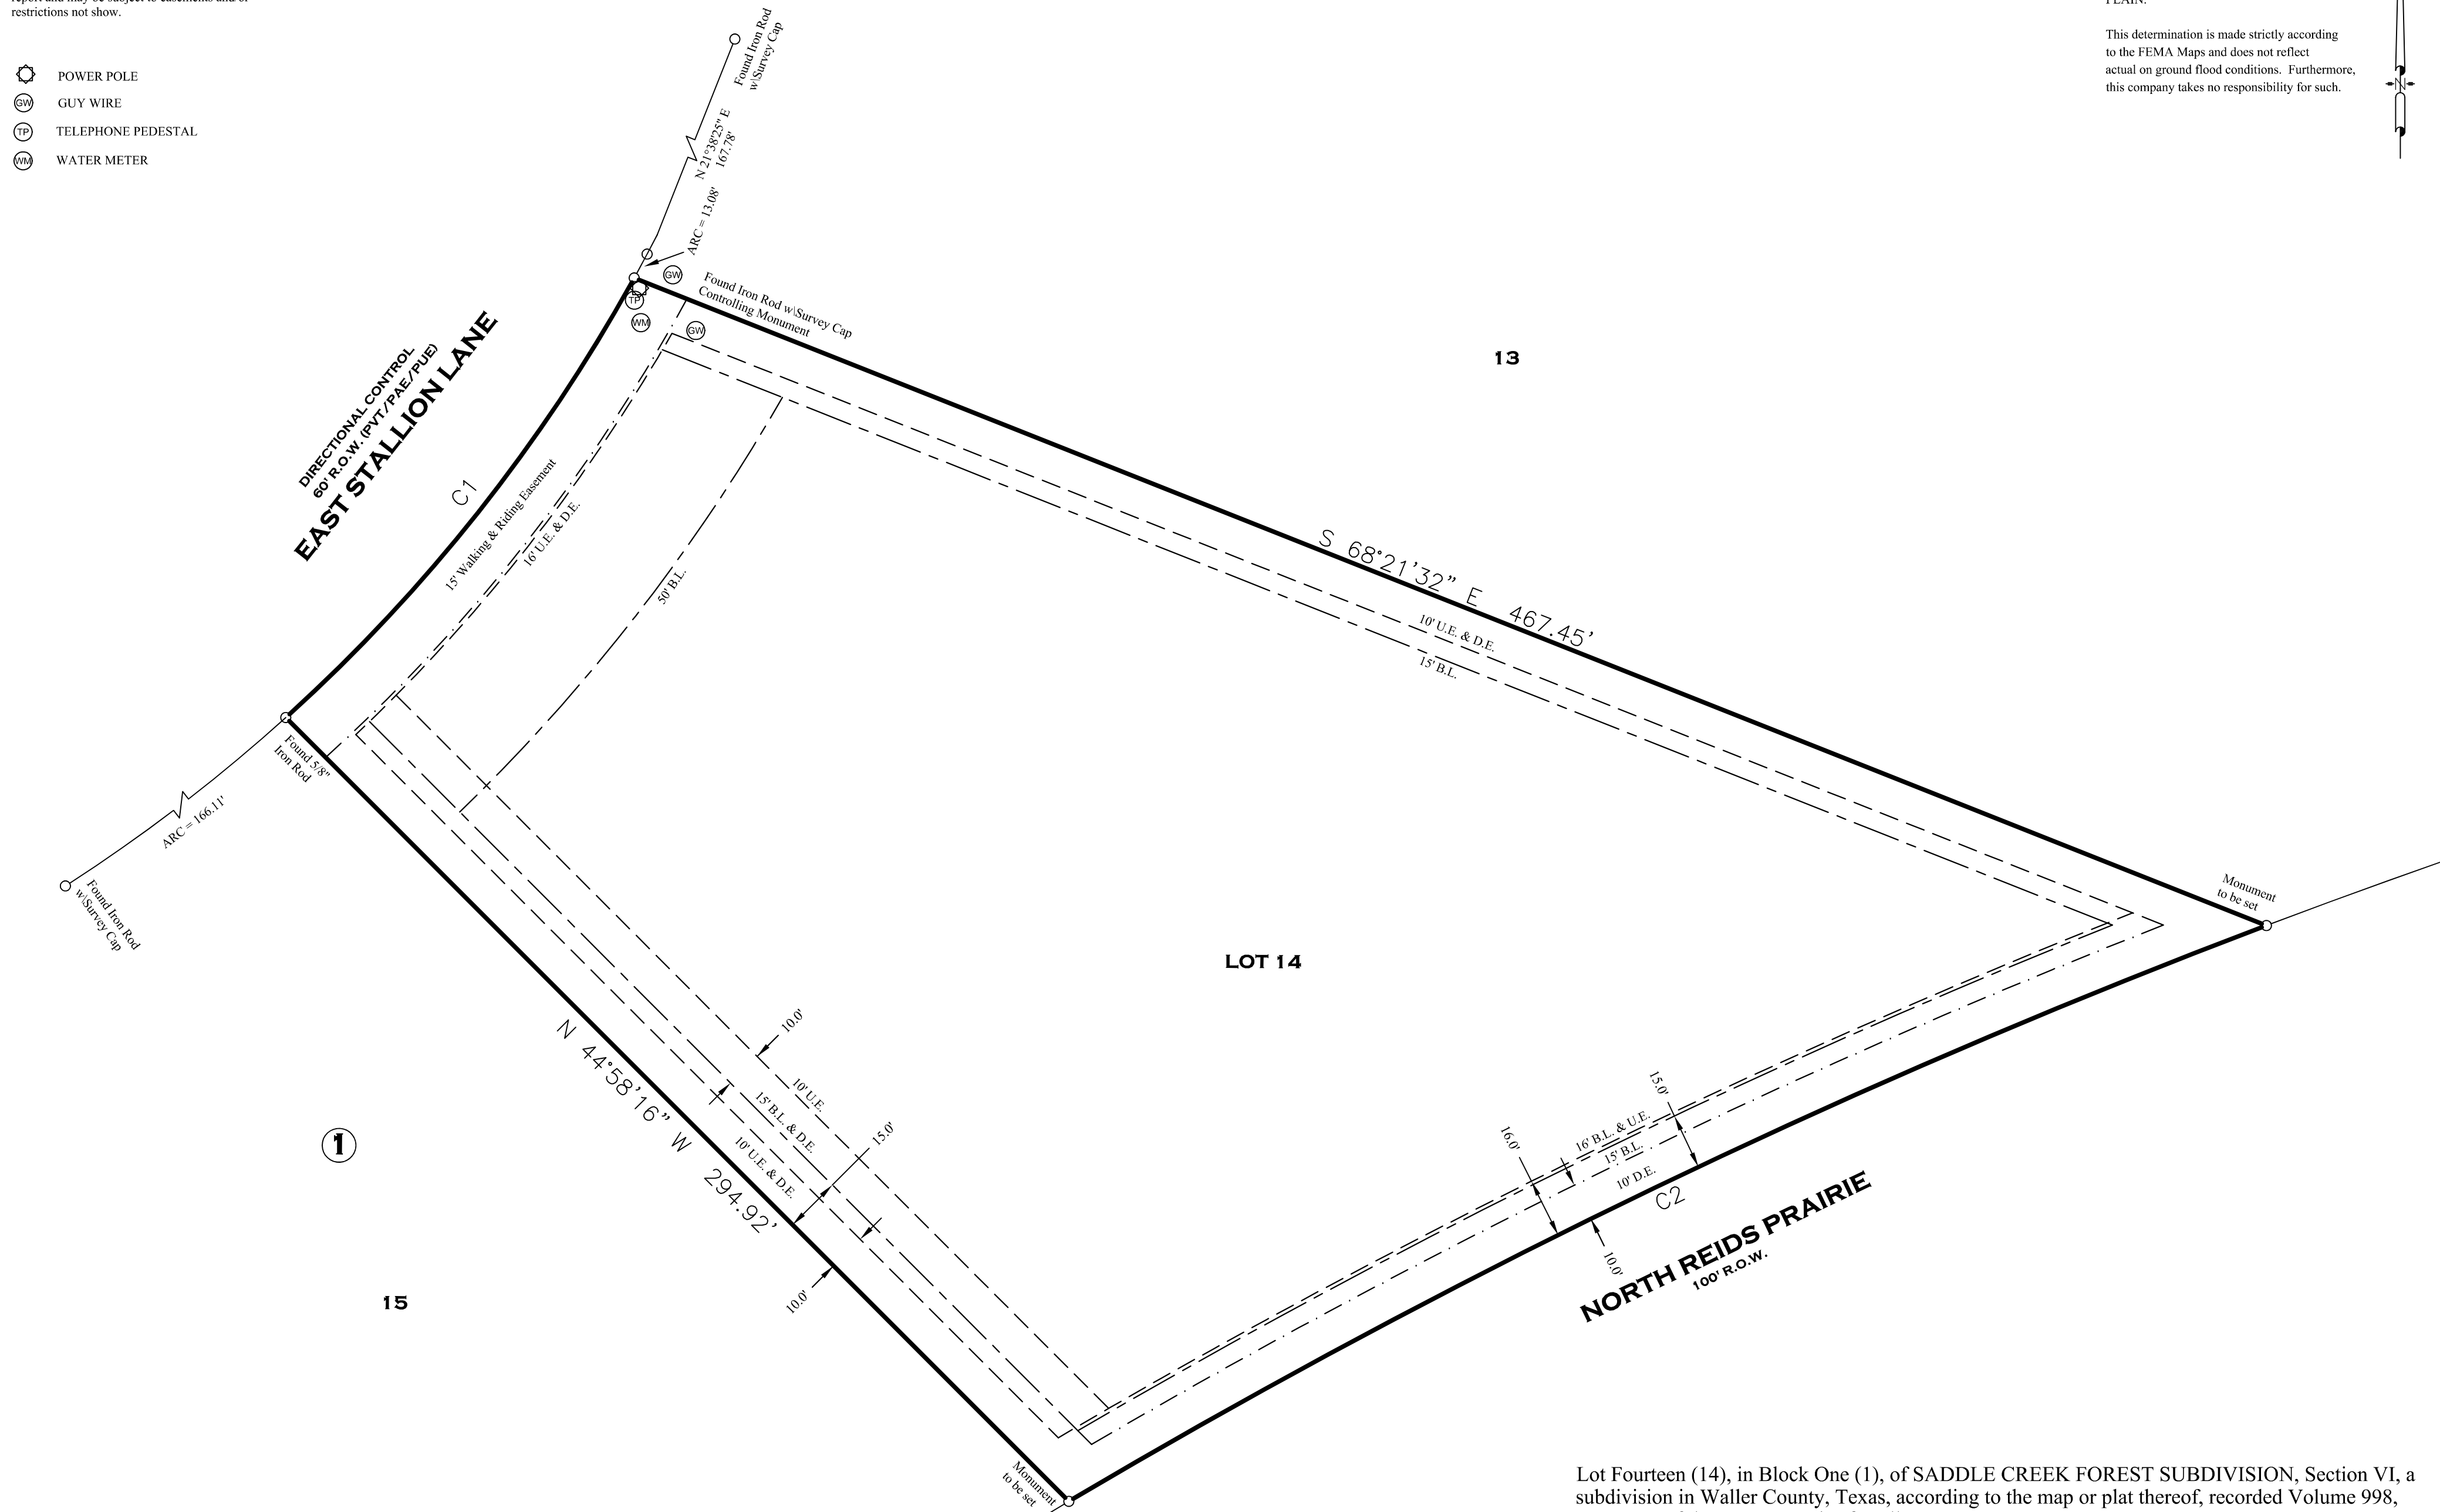 restrictions not show.
POWER POLE
GW GUY WIRE
TP TELEPHONE PEDESTAL
WM WATER METER
This determination is made strictly according
to the FEMA Maps and does not reflect
actual on ground flood conditions.  Furthermore,
this company takes no responsibility for such.
N
Found Iron Rod
w\Survey Cap
N 21°38'25" E
167.78'
ARC = 13.08'
GW
TP
WM
GW
Found Iron Rod w\Survey Cap
Controlling Monument
13
DIRECTIONAL CONTROL
60' R.O.W. (PVT/PAE/PUE)
EAST STALLION LANE
C1
15' Walking & Riding Easement
16' U.E. & D.E.
50' B.L.
S 68°21'32" E 467.45'
10' U.E. & D.E.
15' B.L.
Found 5/8"
Iron Rod
ARC = 166.11'
Found Iron Rod
w\Survey Cap
Monument
to be set
LOT 14
N 44°58'16" W 294.92'
10.0'
10' U.E.
15' B.L. & D.E.
10' U.E. & D.E.
15.0'
10.0'
1
15
15.0'
16.0'
16' B.L. & U.E.
15' B.L.
10' D.E.
C2
10.0'
NORTH REIDS PRAIRIE
100' R.O.W.
Monument
to be set
Lot Fourteen (14), in Block One (1), of SADDLE CREEK FOREST SUBDIVISION, Section VI, a
subdivision in Waller County, Texas, according to the map or plat thereof, recorded Volume 998,